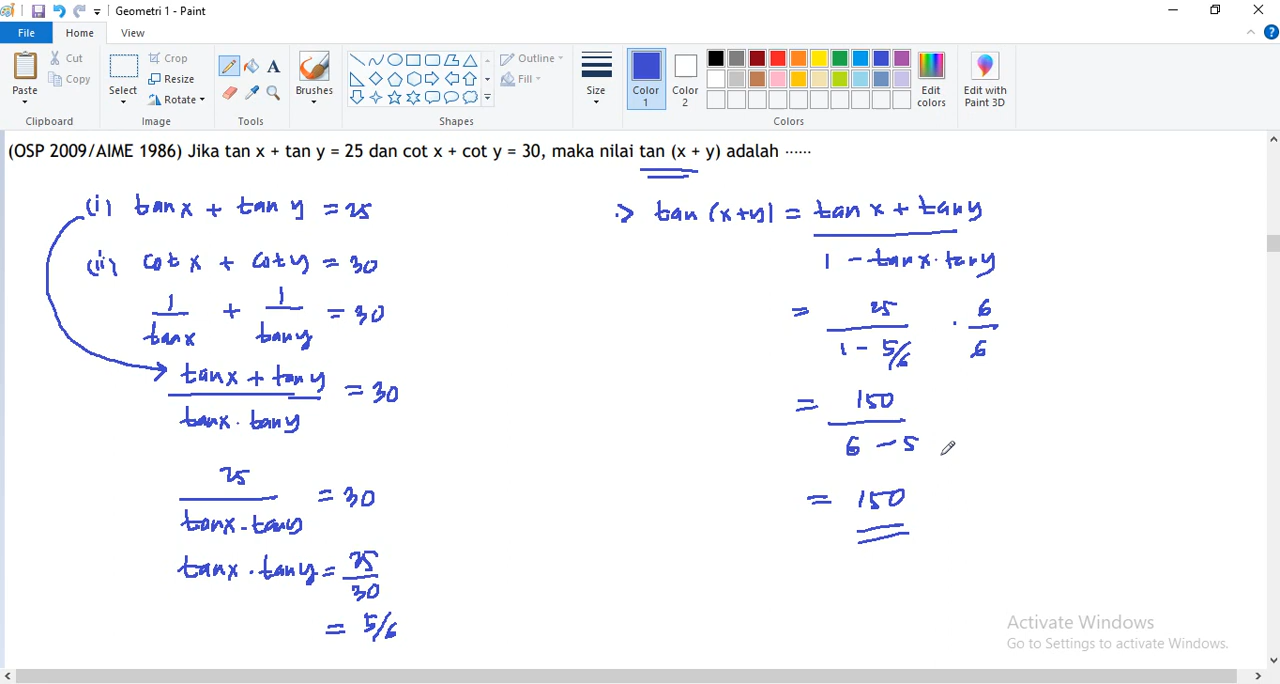 Geometri 1 - Paint
File Home View
Paste Cut Copy
Clipboard
Select Crop Resize Rotate
Image
A
Tools
Brushes
Outline Fill
Shapes
Size
Color 1 Color 2
Edit colors
Colors
Edit with Paint 3D
(OSP 2009/AIME 1986) Jika tan x + tan y = 25 dan cot x + cot y = 30, maka nilai tan (x + y) adalah ......
(i) tan x + tan y = 25
(ii) cot x + cot y = 30
1/tan x + 1/tan y = 30
(tan x + tan y)/(tan x . tan y) = 30
25/(tan x - tan y) = 30
tan x . tan y = 25/30
= 5/6
:> tan (x+y) = (tan x + tan y)/(1 - tan x . tan y)
= 25/(1 - 5/6) . 6/6
= 150/(6 - 5)
= 150
Activate Windows
Go to Settings to activate Windows.